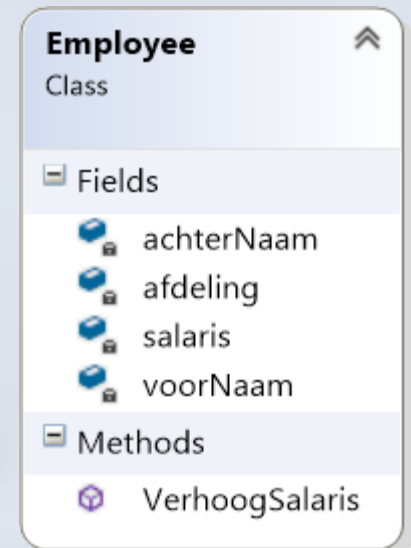 Employee
Class
Fields
achterNaam
afdeling
salaris
voorNaam
Methods
VerhoogSalaris